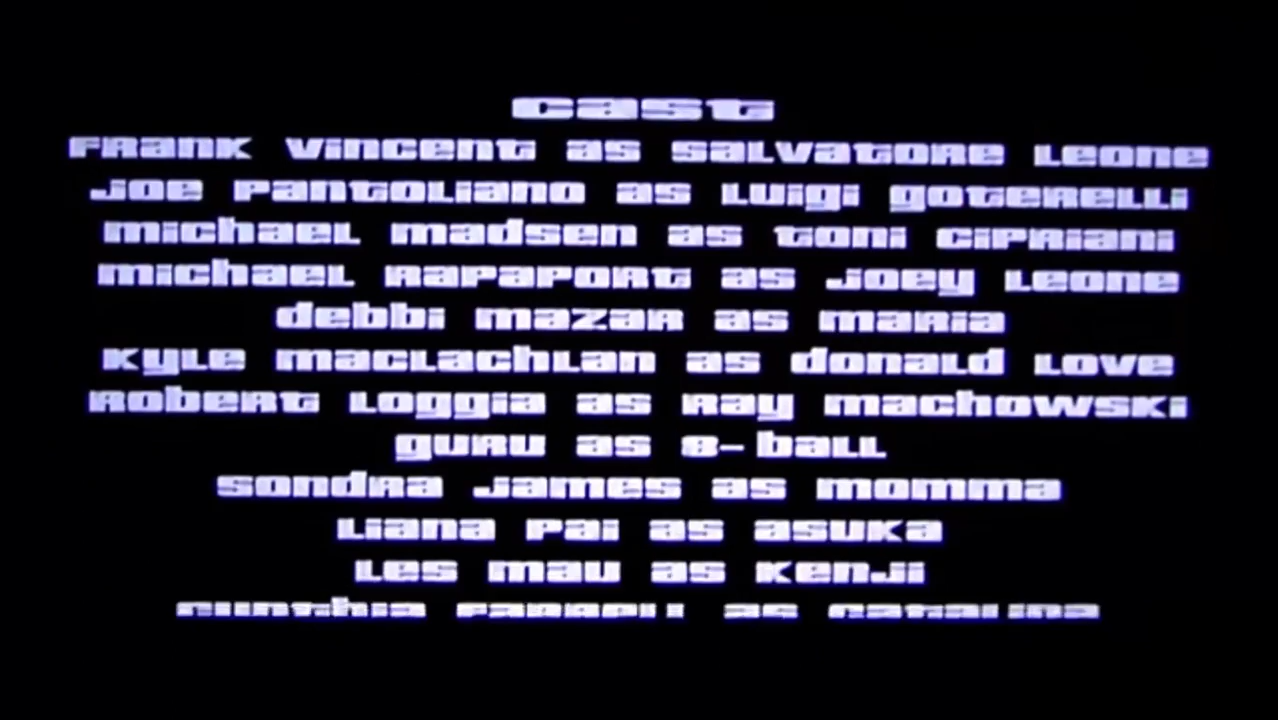 cast
FRank vincent as salvatore leone
joe pantoliano as luigi goterelli
michael madsen as toni cipriani
michael rapaport as joey leone
debbi mazar as maria
kyle maclachlan as donald love
robert loggia as ray machowski
guru as 8-ball
sondra james as momma
liana pai as asuka
les mau as kenji
as